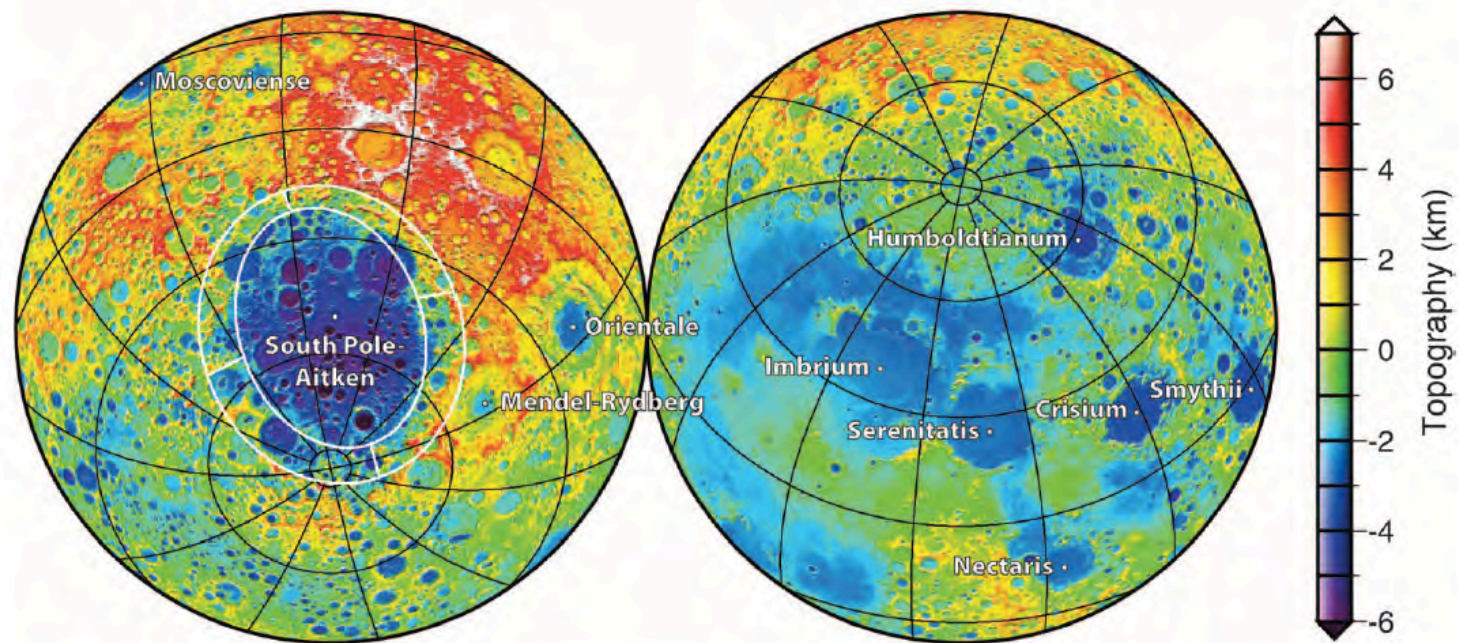 Moscoviense
South Pole-
Aitken
Orientale
Mendel-Rydberg
Humboldtianum
Imbrium
Serenitatis
Crisium
Smythii
Nectaris
6
4
2
0
-2
-4
-6
Topography (km)